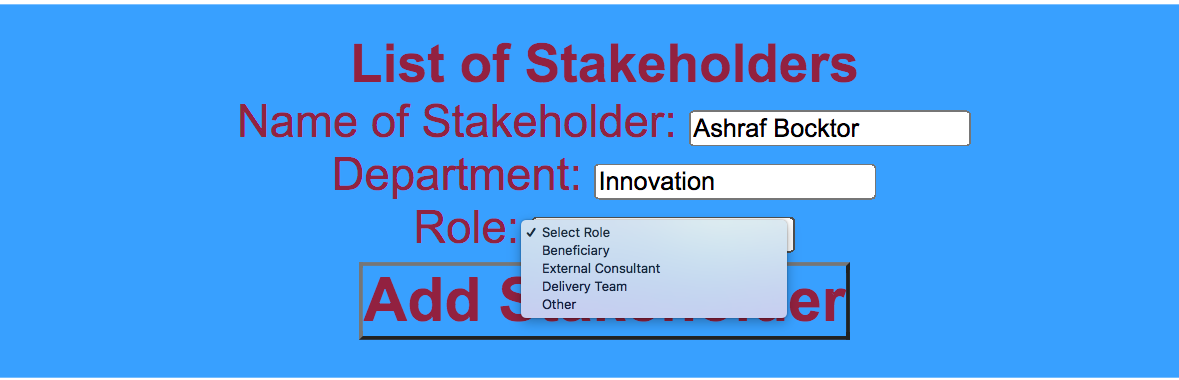 List of Stakeholders
Name of Stakeholder: Ashraf Bocktor
Department: Innovation
Role:
✓ Select Role
Beneficiary
External Consultant
Delivery Team
Other
Add Stakeholder